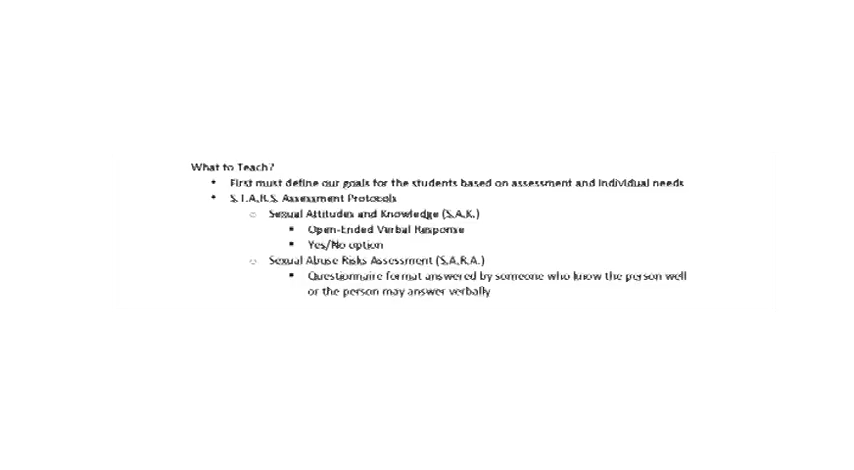 What to Teach?
• First must define our goals for the students based on assessment and individual needs
• S.T.A.R.S. Assessment Protocols
o Sexual Attitudes and Knowledge (S.A.K.)
▪ Open-Ended Verbal Response
▪ Yes/No option
o Sexual Abuse Risks Assessment (S.A.R.A.)
▪ Questionnaire format answered by someone who know the person well
or the person may answer verbally